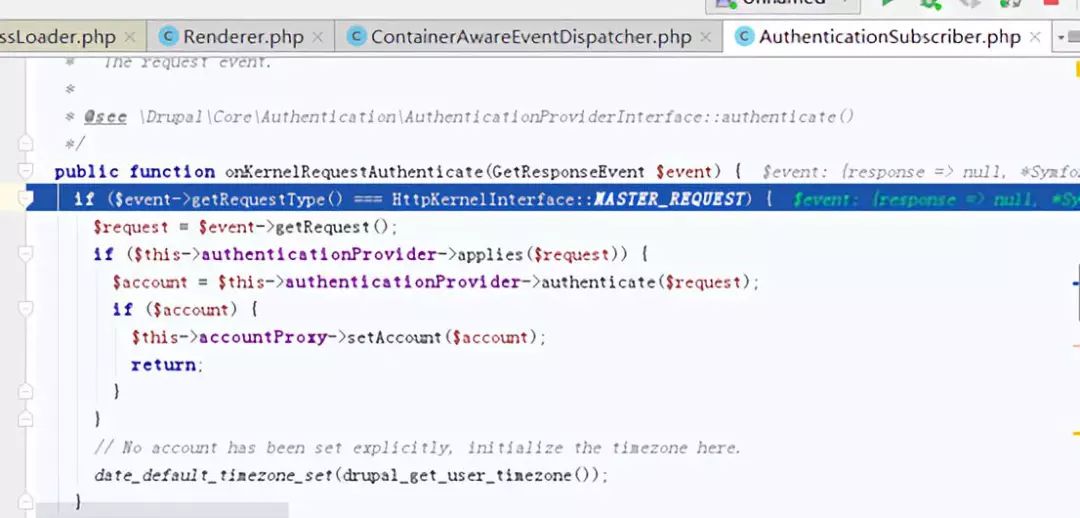 Unnamed
ssLoader.php × Renderer.php × ContainerAwareEventDispatcher.php × AuthenticationSubscriber.php ×
* The request event.
*
* @see \Drupal\Core\Authentication\AuthenticationProviderInterface::authenticate()
*/
public function onKernelRequestAuthenticate(GetResponseEvent $event) { $event: {response => null, *Symfo
if ($event->getRequestType() === HttpKernelInterface::MASTER_REQUEST) { $event: {response => null, *Sy
$request = $event->getRequest();
if ($this->authenticationProvider->applies($request)) {
$account = $this->authenticationProvider->authenticate($request);
if ($account) {
$this->accountProxy->setAccount($account);
return;
}
}
// No account has been set explicitly, initialize the timezone here.
date_default_timezone_set(drupal_get_user_timezone());
}